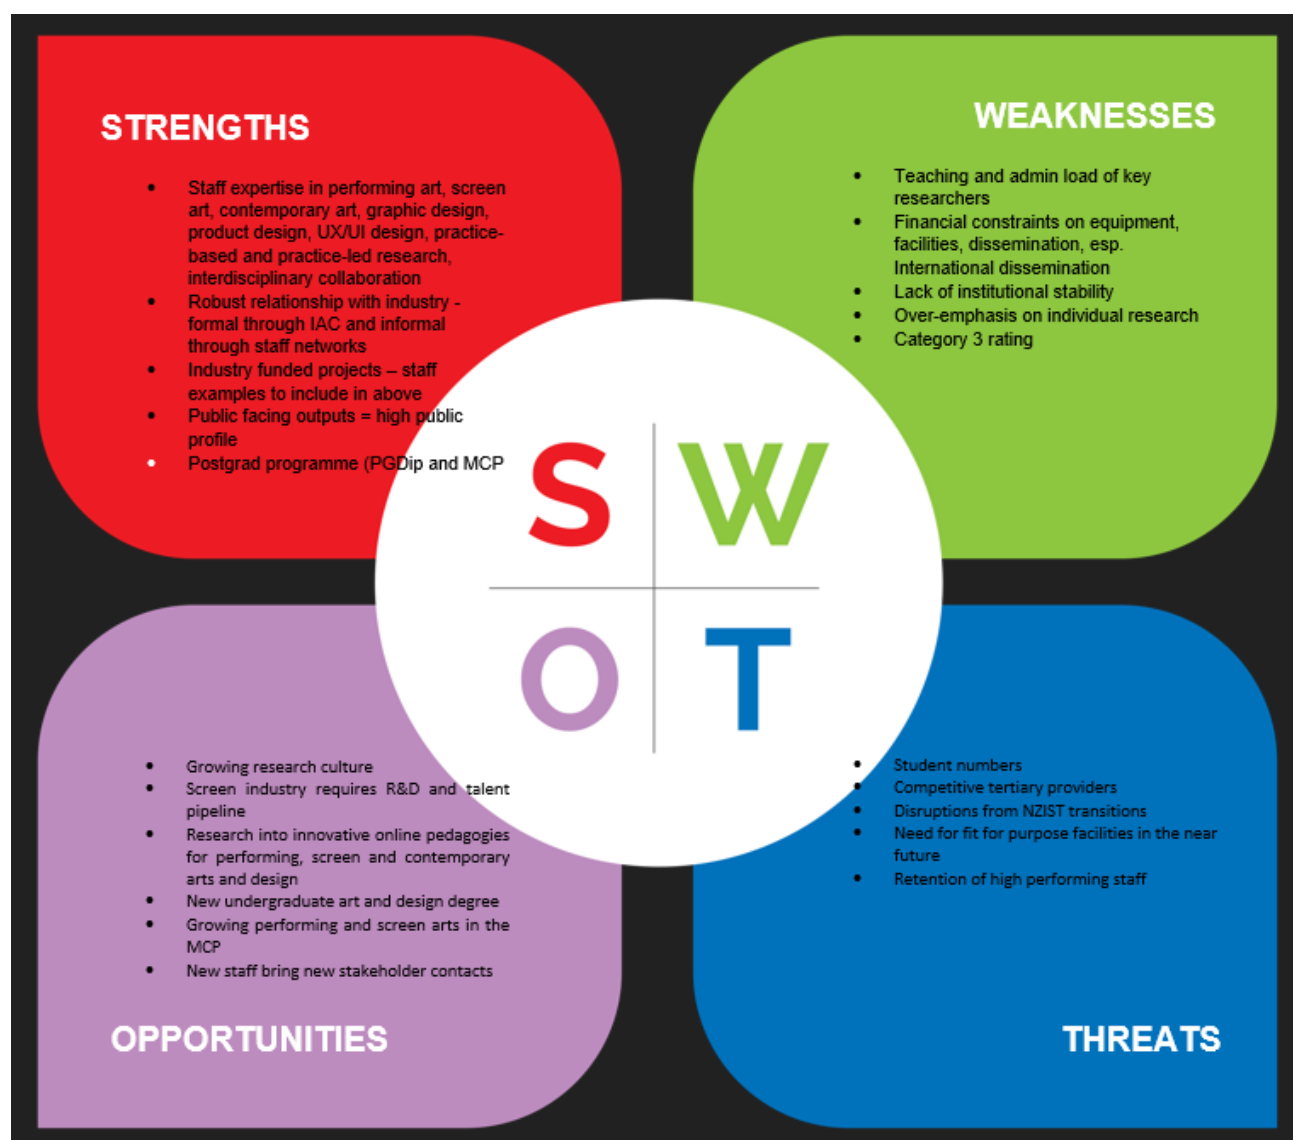 STRENGTHS
• Staff expertise in performing art, screen
art, contemporary art, graphic design,
product design, UX/UI design, practice-
based and practice-led research,
interdisciplinary collaboration
• Robust relationship with industry -
formal through IAC and informal
through staff networks
• Industry funded projects – staff
examples to include in above
• Public facing outputs = high public
profile
• Postgrad programme (PGDip and MCP
WEAKNESSES
• Teaching and admin load of key
researchers
• Financial constraints on equipment,
facilities, dissemination, esp.
International dissemination
• Lack of institutional stability
• Over-emphasis on individual research
• Category 3 rating
S W
O T
• Growing research culture
• Screen industry requires R&D and talent
pipeline
• Research into innovative online pedagogies
for performing, screen and contemporary
arts and design
• New undergraduate art and design degree
• Growing performing and screen arts in the
MCP
• New staff bring new stakeholder contacts
OPPORTUNITIES
• Student numbers
• Competitive tertiary providers
• Disruptions from NZIST transitions
• Need for fit for purpose facilities in the near
future
• Retention of high performing staff
THREATS